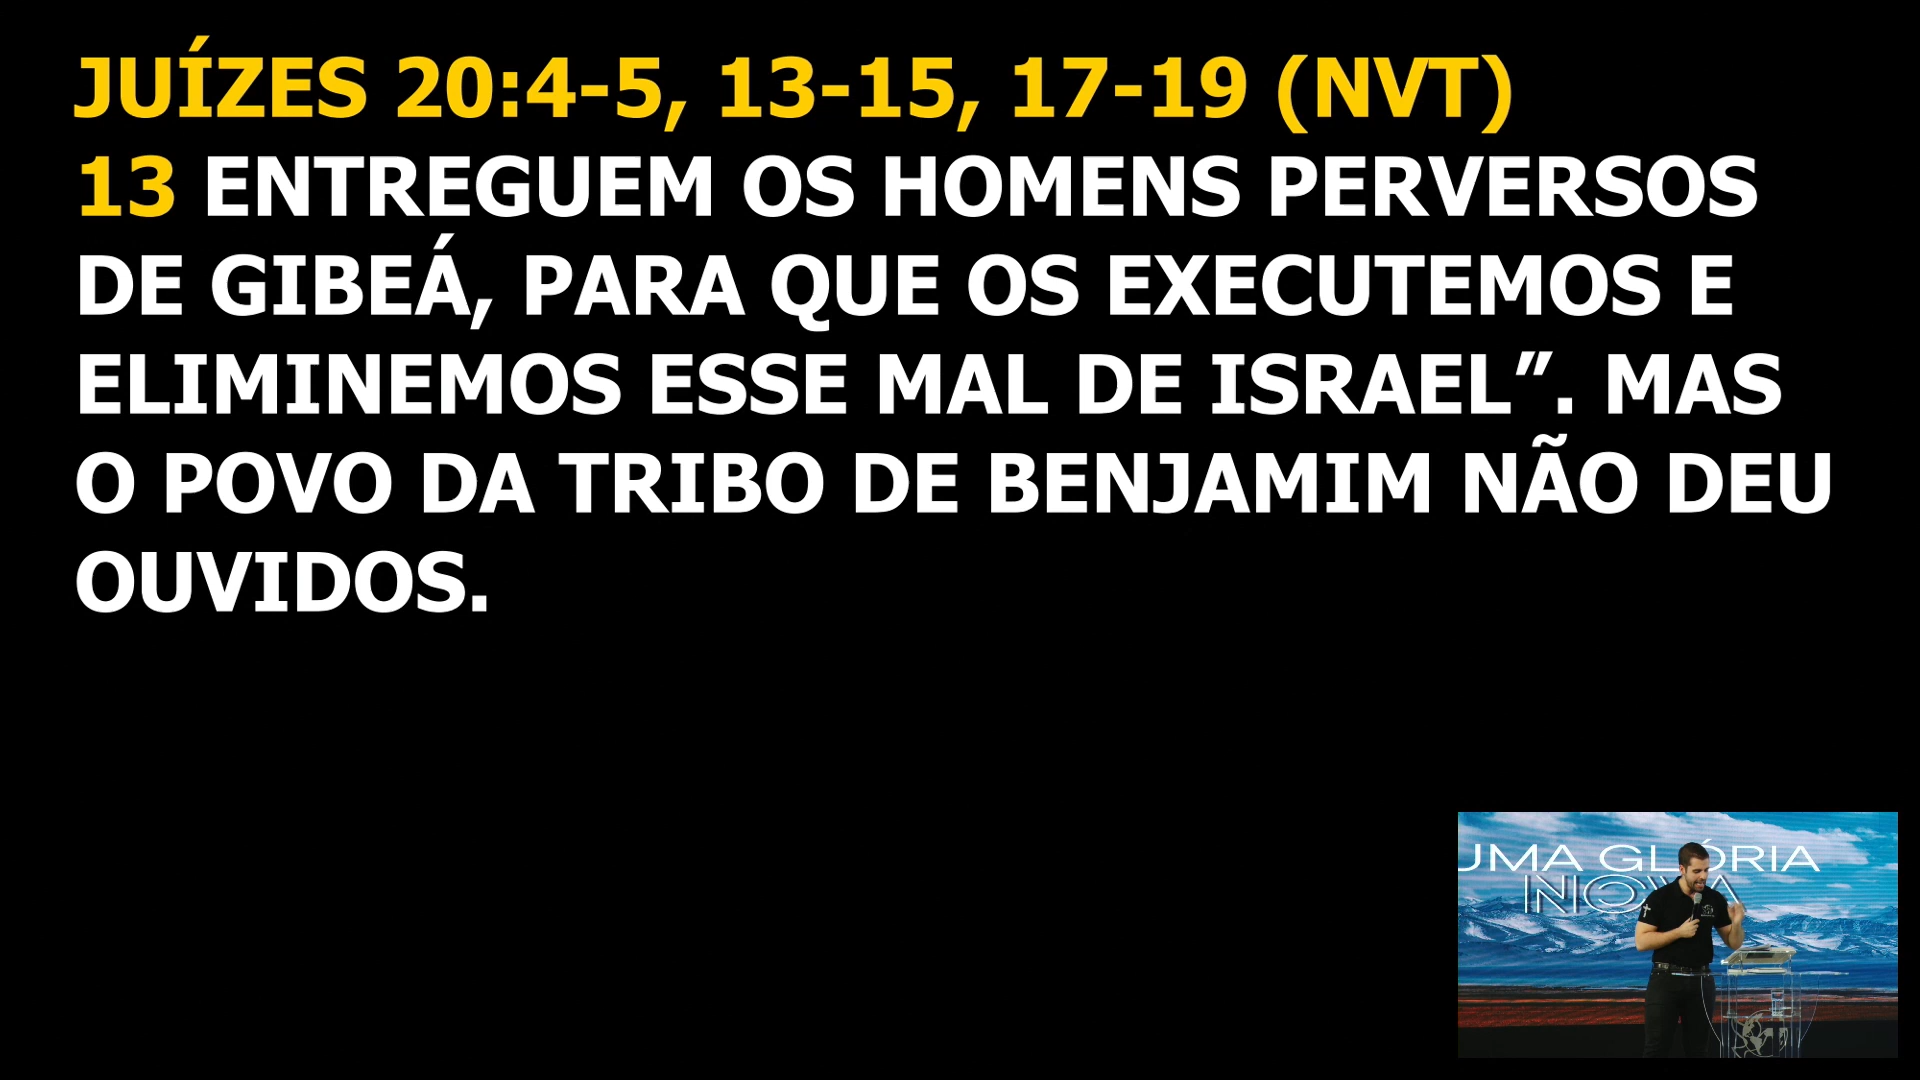 JUÍZES 20:4-5, 13-15, 17-19 (NVT)
13 ENTREGUEM OS HOMENS PERVERSOS
DE GIBEÁ, PARA QUE OS EXECUTEMOS E
ELIMINEMOS ESSE MAL DE ISRAEL”. MAS
O POVO DA TRIBO DE BENJAMIM NÃO DEU
OUVIDOS.
UMA GLÓRIA
NOVA